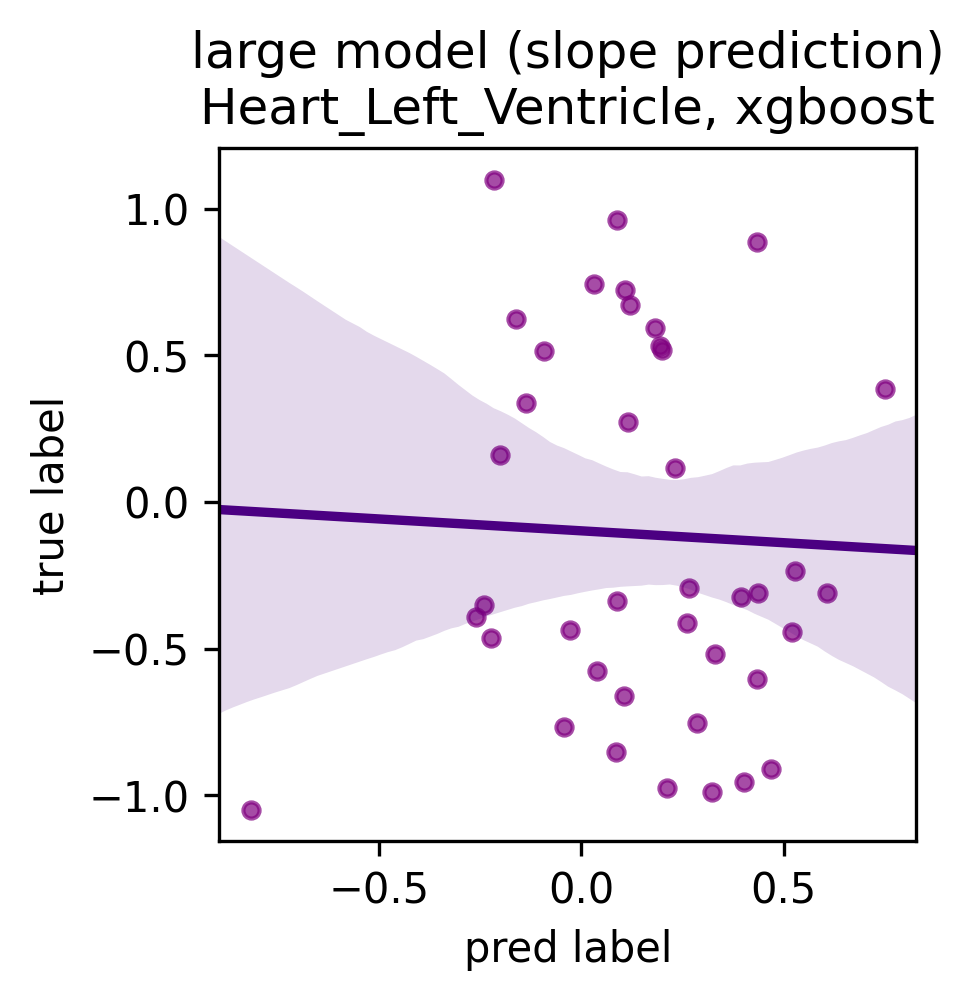 large model (slope prediction)
Heart_Left_Ventricle, xgboost
1.0
0.5
0.0
−0.5
−1.0
true label
−0.5
0.0
0.5
pred label